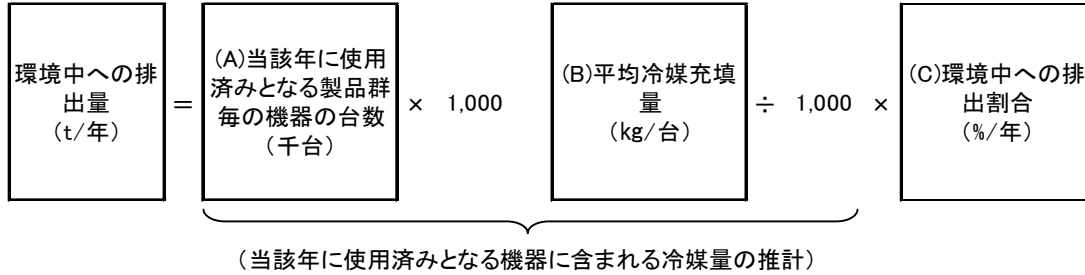 環境中への排
出量
(t/年)
=
(A)当該年に使用
済みとなる製品群
毎の機器の台数
(千台)
× 1,000
(B)平均冷媒充填
量
(kg/台)
÷ 1,000 ×
(C)環境中への排
出割合
(%/年)
(当該年に使用済みとなる機器に含まれる冷媒量の推計)